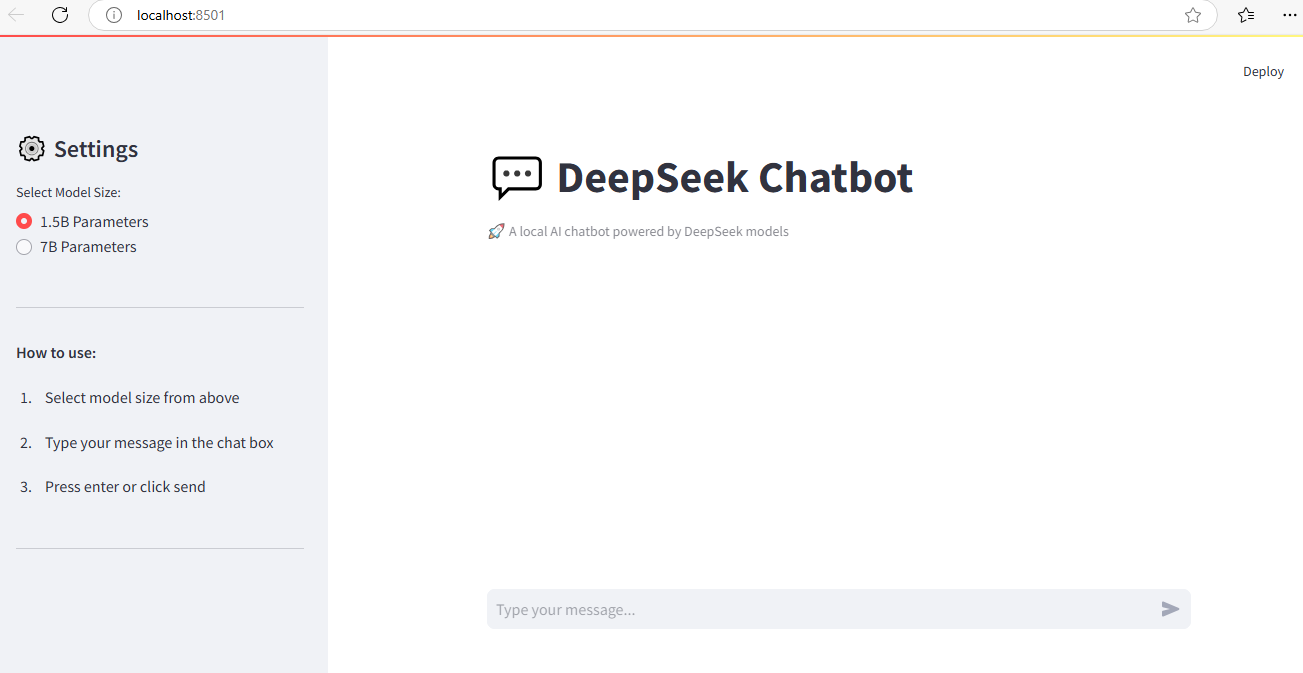 localhost:8501
Deploy
Settings
Select Model Size:
1.5B Parameters
7B Parameters
How to use:
1. Select model size from above
2. Type your message in the chat box
3. Press enter or click send
DeepSeek Chatbot
A local AI chatbot powered by DeepSeek models
Type your message...